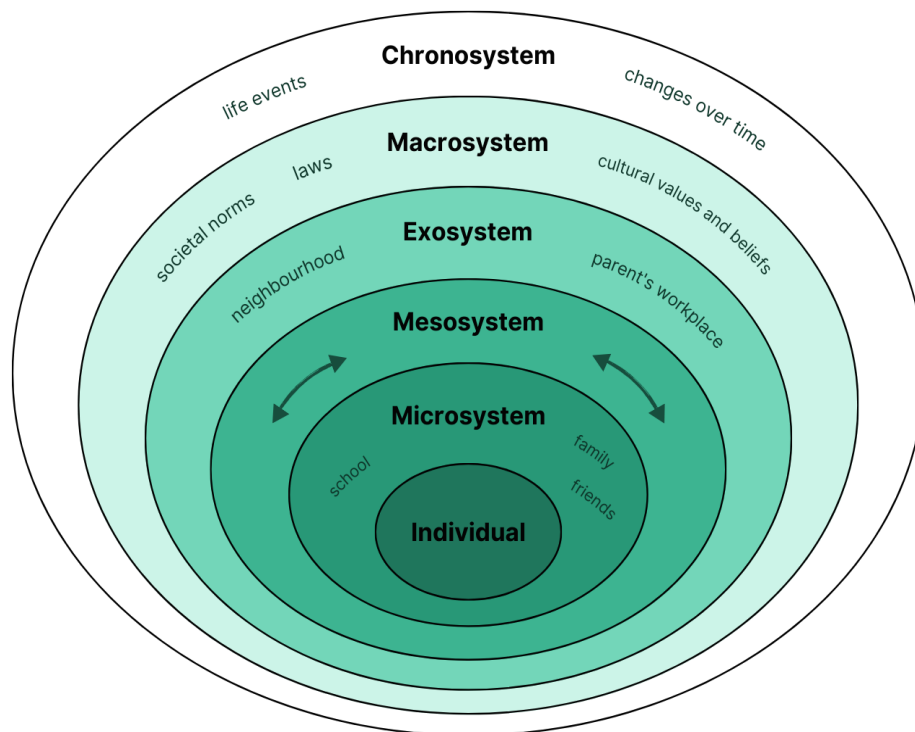 Chronosystem
life events
changes over time
Macrosystem
laws
societal norms
cultural values and beliefs
Exosystem
neighbourhood
parent's workplace
Mesosystem
Microsystem
school
family
friends
Individual